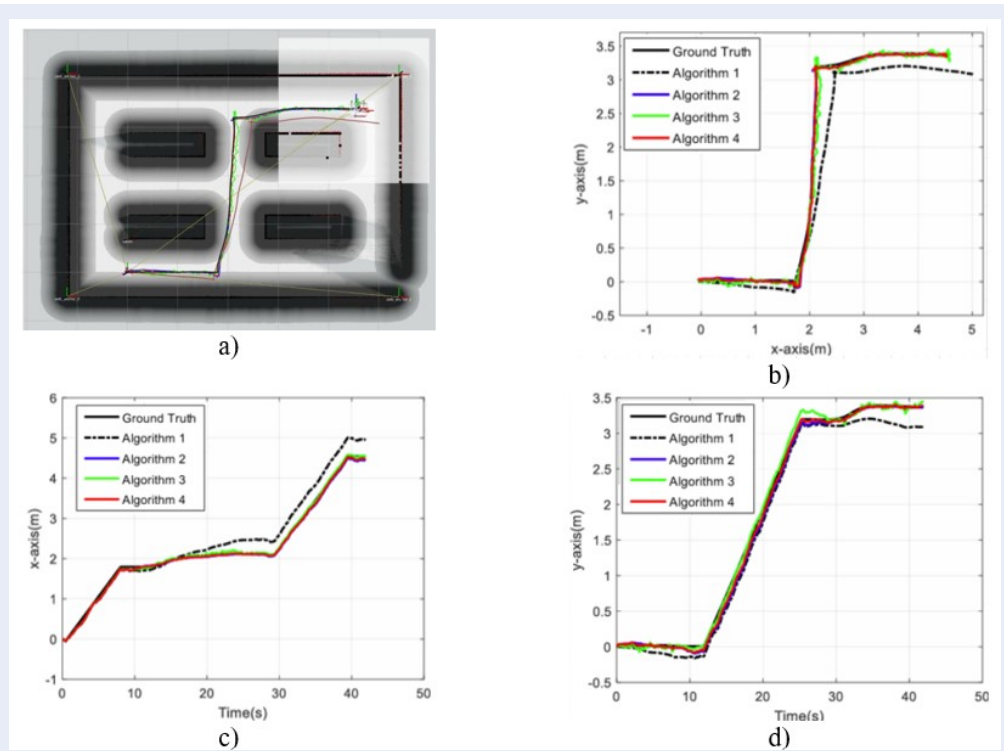 a)
3.5
3
2.5
2
1.5
1
0.5
0
-0.5
y-axis(m)
Ground Truth
Algorithm 1
Algorithm 2
Algorithm 3
Algorithm 4
-1 0 1 2 3 4 5
x-axis(m)
b)
6
5
4
3
2
1
0
-1
x-axis(m)
Ground Truth
Algorithm 1
Algorithm 2
Algorithm 3
Algorithm 4
0 10 20 30 40 50
Time(s)
c)
3.5
3
2.5
2
1.5
1
0.5
0
-0.5
y-axis(m)
Ground Truth
Algorithm 1
Algorithm 2
Algorithm 3
Algorithm 4
0 10 20 30 40 50
Time(s)
d)